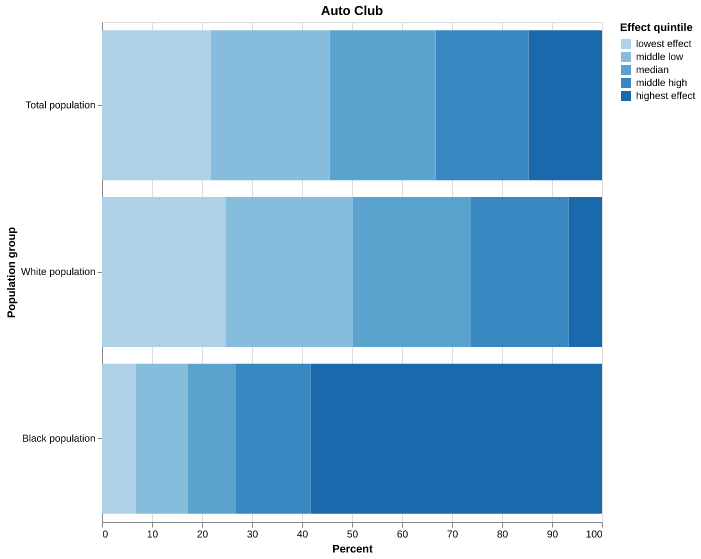 Auto Club
Effect quintile
lowest effect
middle low
median
middle high
highest effect
Population group
Total population
White population
Black population
0 10 20 30 40 50 60 70 80 90 100
Percent